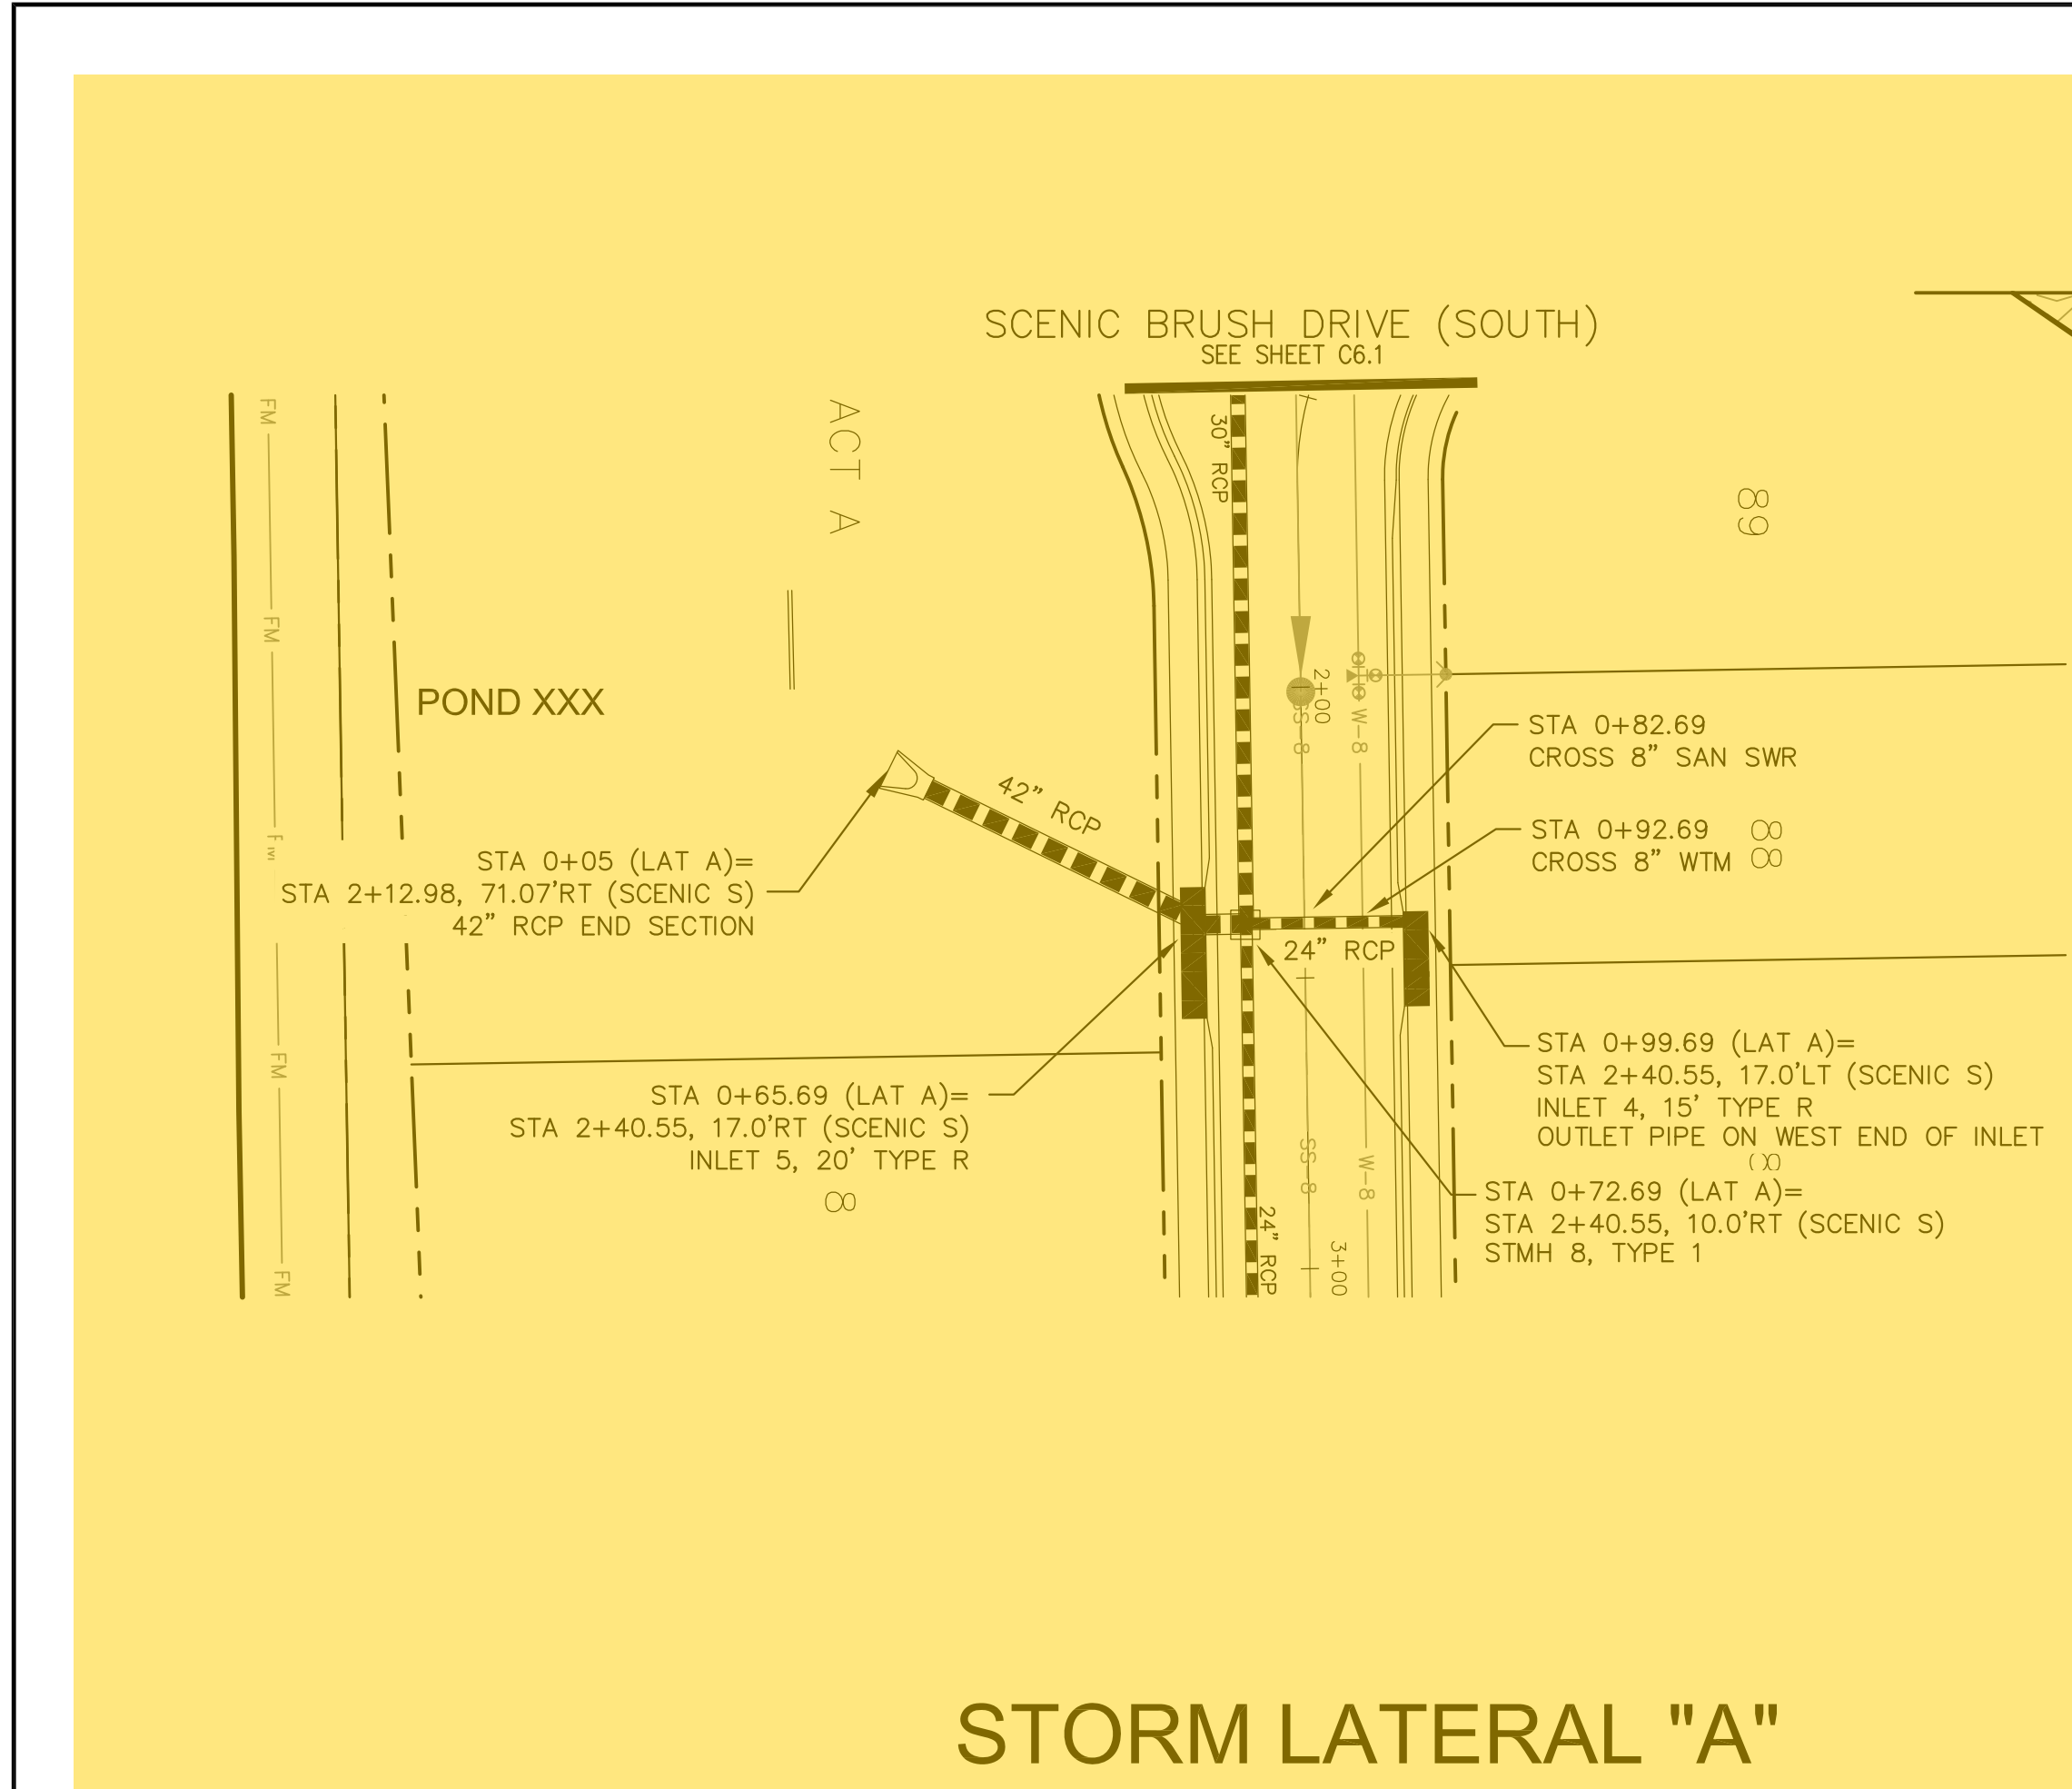 SCENIC BRUSH DRIVE (SOUTH)
SEE SHEET C6.1
FM
ACT A
30" RCP
89
FM
POND XXX
2+00
SS-8
W-8
STA 0+82.69
CROSS 8" SAN SWR
42" RCP
STA 0+92.69
CROSS 8" WTM
88
FM
STA 0+05 (LAT A)=
STA 2+12.98, 71.07'RT (SCENIC S)
42" RCP END SECTION
24" RCP
FM
STA 0+99.69 (LAT A)=
STA 2+40.55, 17.0'LT (SCENIC S)
INLET 4, 15' TYPE R
OUTLET PIPE ON WEST END OF INLET
STA 0+65.69 (LAT A)=
STA 2+40.55, 17.0'RT (SCENIC S)
INLET 5, 20' TYPE R
8
SS-8
W-8
8
STA 0+72.69 (LAT A)=
STA 2+40.55, 10.0'RT (SCENIC S)
STMH 8, TYPE 1
24" RCP
3+00
FM
STORM LATERAL "A"